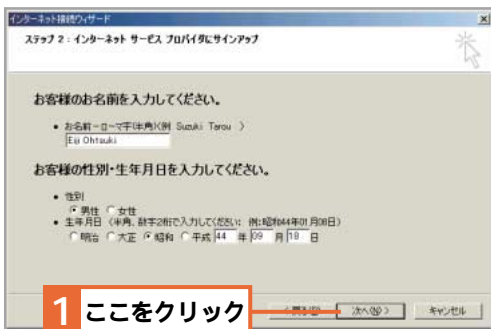 インターネット接続ウィザード
ステップ 2 : インターネット サービス プロバイダにサインアップ
お客様のお名前を入力してください。
• お名前-ローマ字(半角)(例 Suzuki Tarou )
Eiji Ohtsuki
お客様の性別・生年月日を入力してください。
• 性別
男性 女性
• 生年月日 (半角、数字2桁で入力してください: 例:昭和44年01月08日)
明治 大正 昭和 平成 44 年 09 月 18 日
1 ここをクリック
< 戻る(B) 次へ(N) > キャンセル